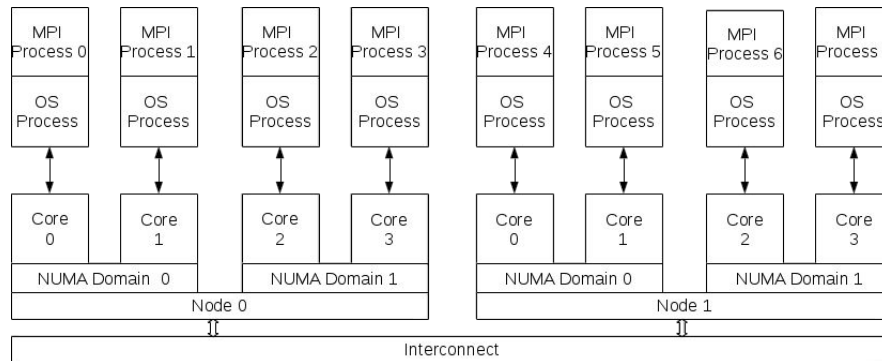 MPI Process 0
MPI Process 1
MPI Process 2
MPI Process 3
MPI Process 4
MPI Process 5
MPI Process 6
MPI Process
OS Process
OS Process
OS Process
OS Process
OS Process
OS Process
OS Process
OS Process
Core 0
Core 1
Core 2
Core 3
Core 0
Core 1
Core 2
Core 3
NUMA Domain 0
NUMA Domain 1
NUMA Domain 0
NUMA Domain 1
Node 0
Node 1
Interconnect